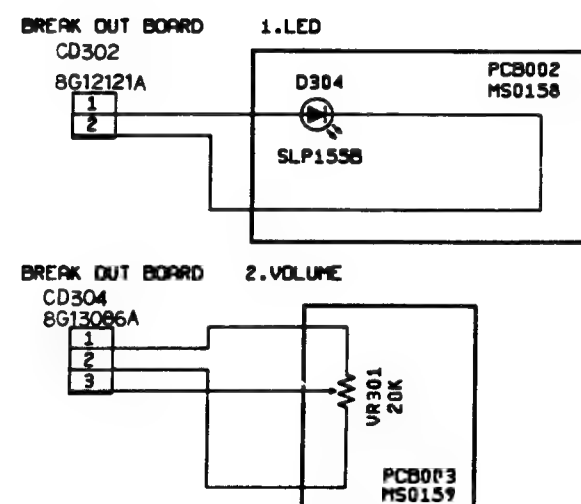 BREAK OUT BOARD 1.LED
CD302
8G12121A
1
2
D304
SLP155B
PCB002
MS0158
BREAK OUT BOARD 2.VOLUME
CD304
8G13086A
1
2
3
VR301
20K
PCB003
MS0159